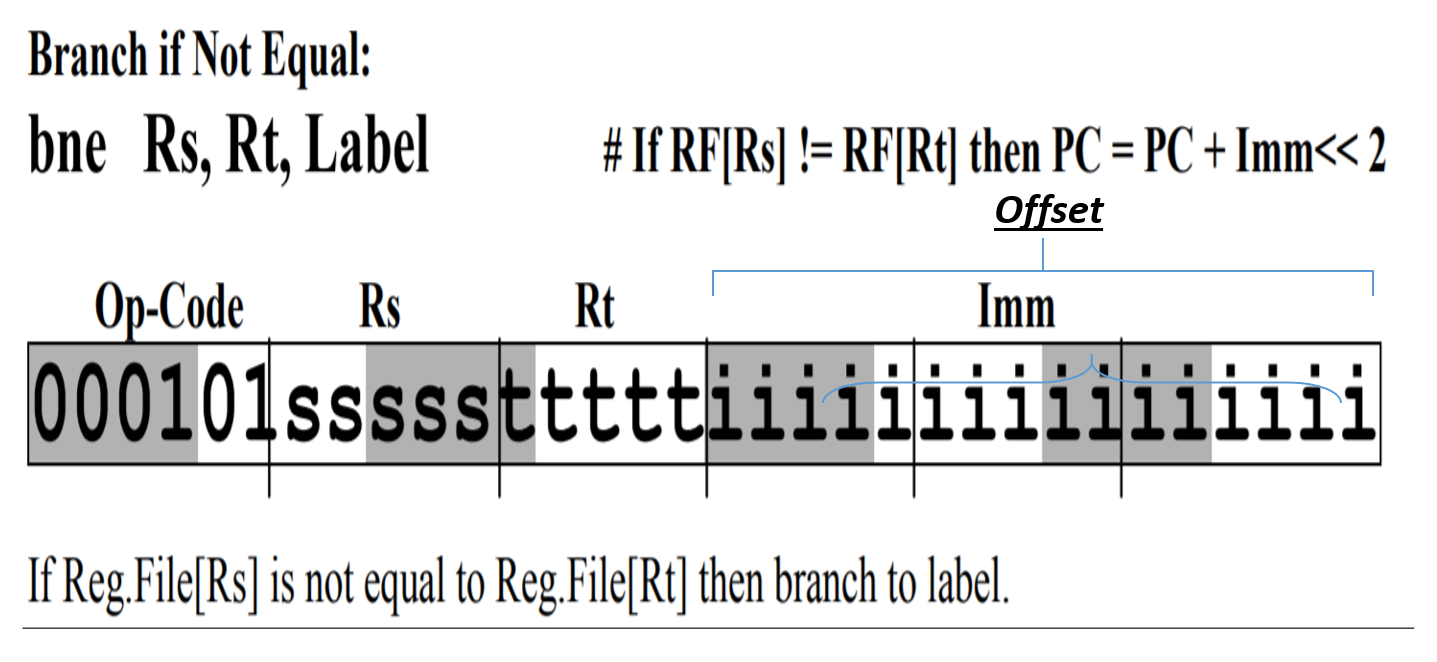 Branch if Not Equal:
bne Rs, Rt, Label # If RF[Rs] != RF[Rt] then PC = PC + Imm<< 2
Offset
Op-Code Rs Rt Imm
000101ssssstttttiiiiiiiiiiiiiiii
If Reg.File[Rs] is not equal to Reg.File[Rt] then branch to label.